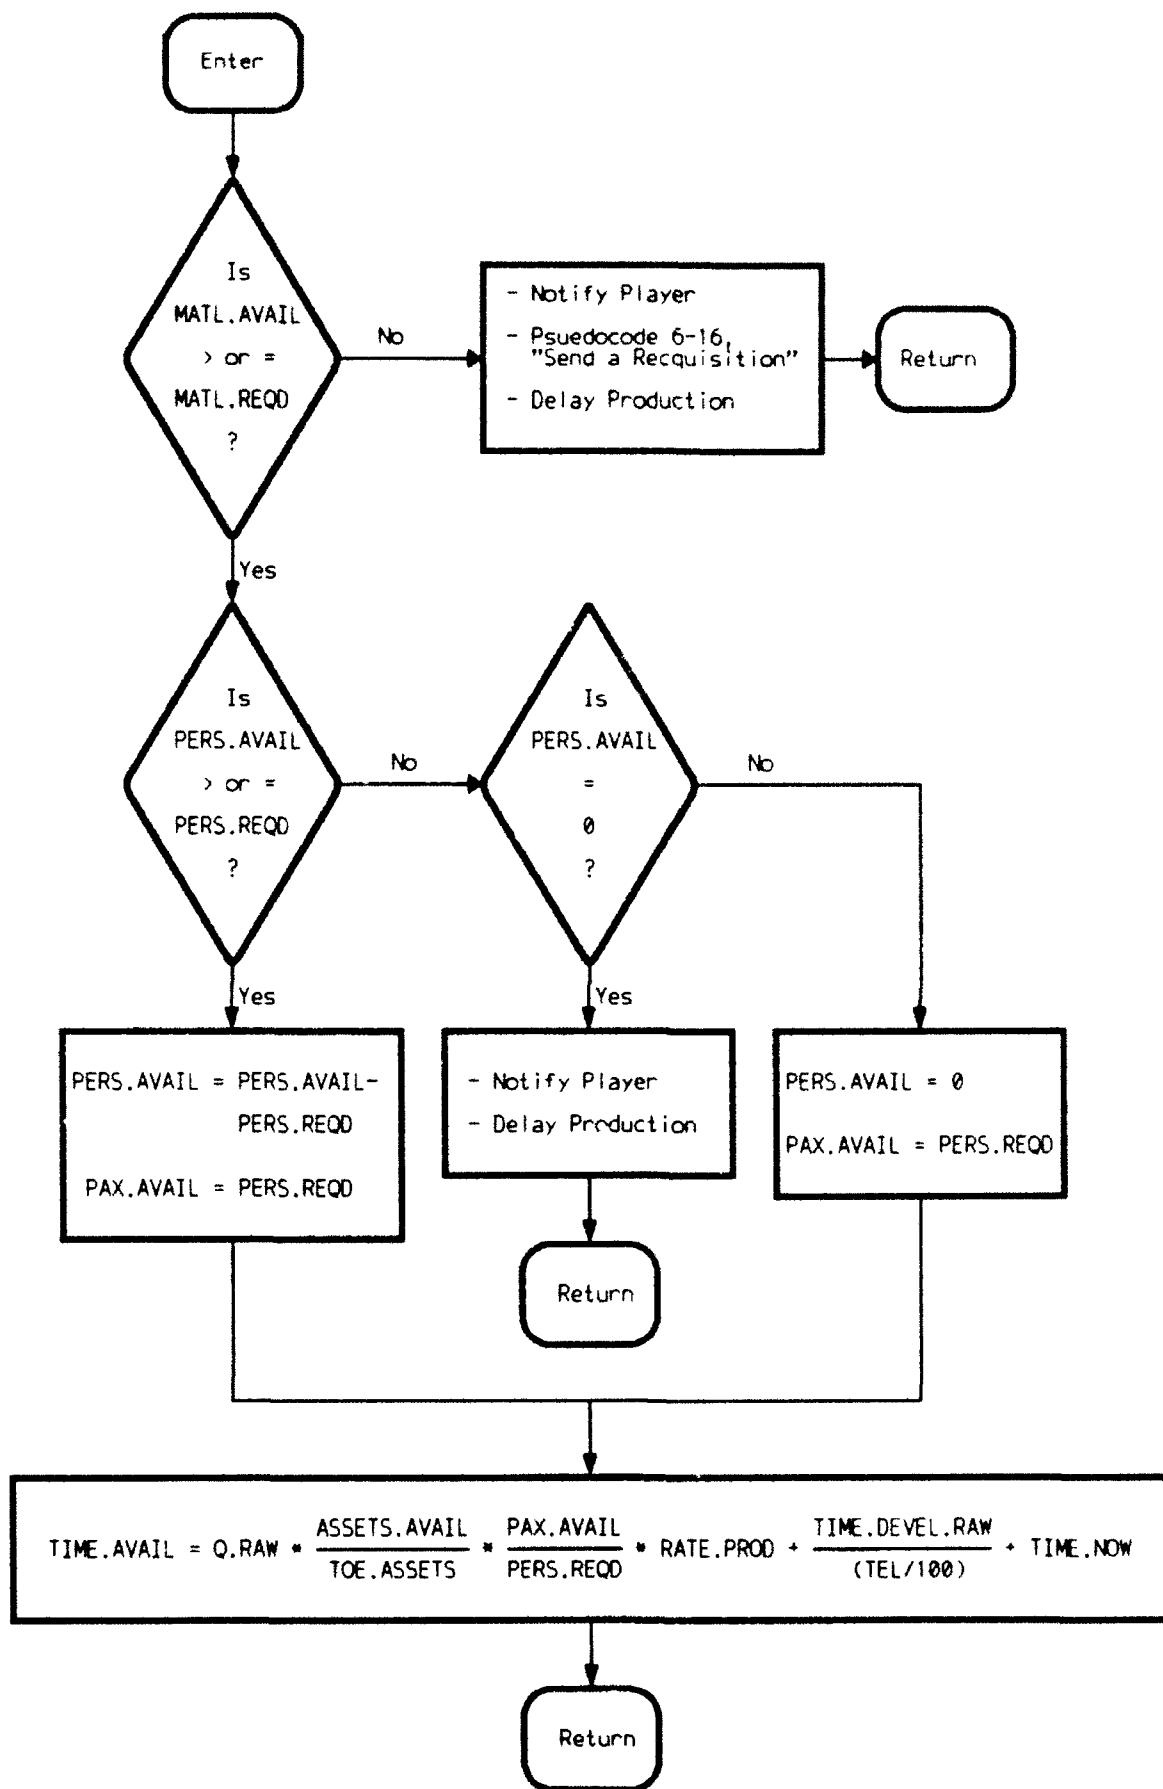 Enter
Is
MATL.AVAIL
> or =
MATL.REQD
?
No
- Notify Player
- Psuedocode 6-16,
"Send a Recquisition"
- Delay Production
Return
Yes
Is
PERS.AVAIL
> or =
PERS.REQD
?
No
Is
PERS.AVAIL
=
0
?
No
Yes
Yes
PERS.AVAIL = PERS.AVAIL-
PERS.REQD
PAX.AVAIL = PERS.REQD
- Notify Player
- Delay Production
PERS.AVAIL = 0
PAX.AVAIL = PERS.REQD
Return
ASSETS.AVAIL PAX.AVAIL TIME.DEVEL.RAW
TIME.AVAIL = Q.RAW * * * RATE.PROD + + TIME.NOW
TOE.ASSETS PERS.REQD (TEL/100)
Return